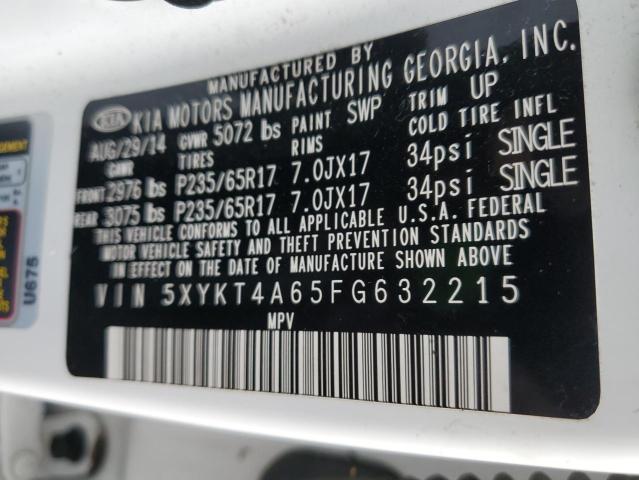 MANUFACTURED BY
KIA KIA MOTORS MANUFACTURING GEORGIA, INC.
AUG/29/14 GVWR 5072 lbs PAINT SWP TRIM UP
GAWR TIRES RIMS COLD TIRE INFL
FRONT 2976 lbs P235/65R17 7.0JX17 34psi SINGLE
REAR 3075 lbs P235/65R17 7.0JX17 34psi SINGLE
THIS VEHICLE CONFORMS TO ALL APPLICABLE U.S.A. FEDERAL
MOTOR VEHICLE SAFETY AND THEFT PREVENTION STANDARDS
IN EFFECT ON THE DATE OF MANUFACTURE SHOWN ABOVE
VIN 5XYKT4A65FG632215
MPV
U675